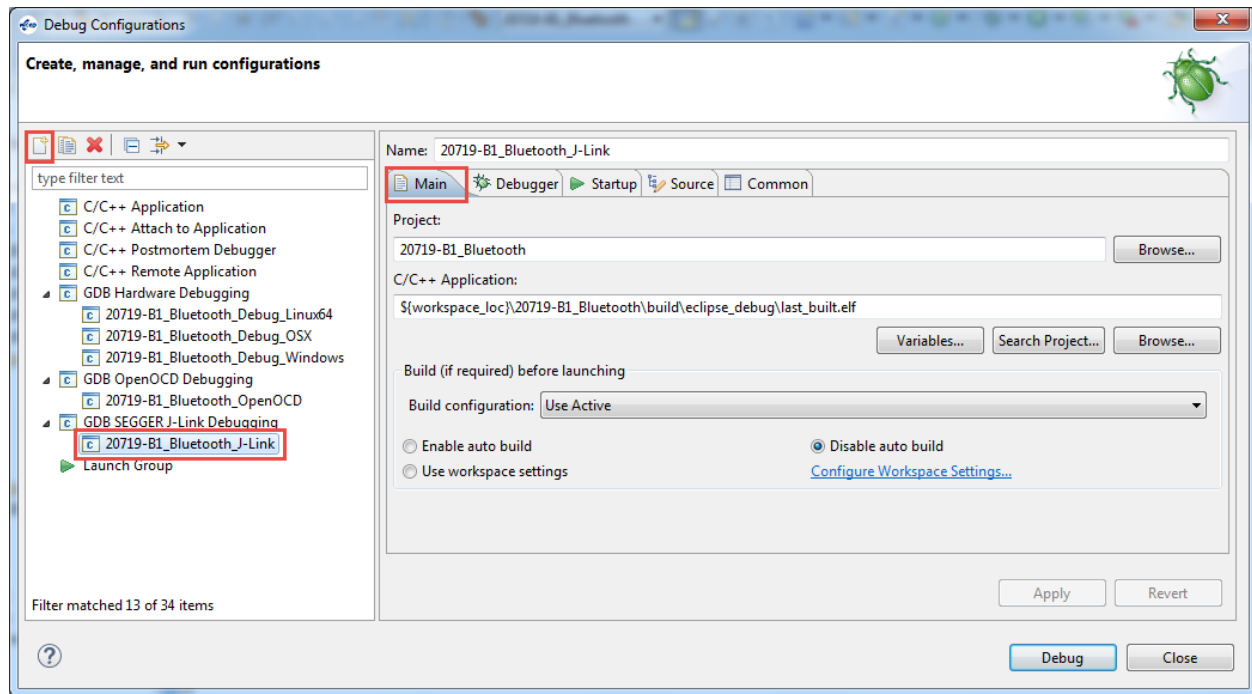 Debug Configurations
Create, manage, and run configurations
type filter text
C/C++ Application
C/C++ Attach to Application
C/C++ Postmortem Debugger
C/C++ Remote Application
GDB Hardware Debugging
20719-B1_Bluetooth_Debug_Linux64
20719-B1_Bluetooth_Debug_OSX
20719-B1_Bluetooth_Debug_Windows
GDB OpenOCD Debugging
20719-B1_Bluetooth_OpenOCD
GDB SEGGER J-Link Debugging
20719-B1_Bluetooth_J-Link
Launch Group
Filter matched 13 of 34 items
Name: 20719-B1_Bluetooth_J-Link
Main Debugger Startup Source Common
Project:
20719-B1_Bluetooth Browse...
C/C++ Application:
${workspace_loc}\20719-B1_Bluetooth\build\eclipse_debug\last_built.elf
Variables... Search Project... Browse...
Build (if required) before launching
Build configuration: Use Active
Enable auto build Disable auto build
Use workspace settings Configure Workspace Settings...
Apply Revert
Debug Close